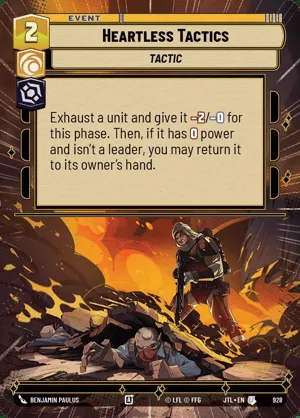 EVENT
2
Heartless Tactics
TACTIC
Exhaust a unit and give it -2/-0 for
this phase. Then, if it has 0 power
and isn't a leader, you may return it
to its owner's hand.
BENJAMIN PAULUS
© LFL © FFG
JTL • EN
928